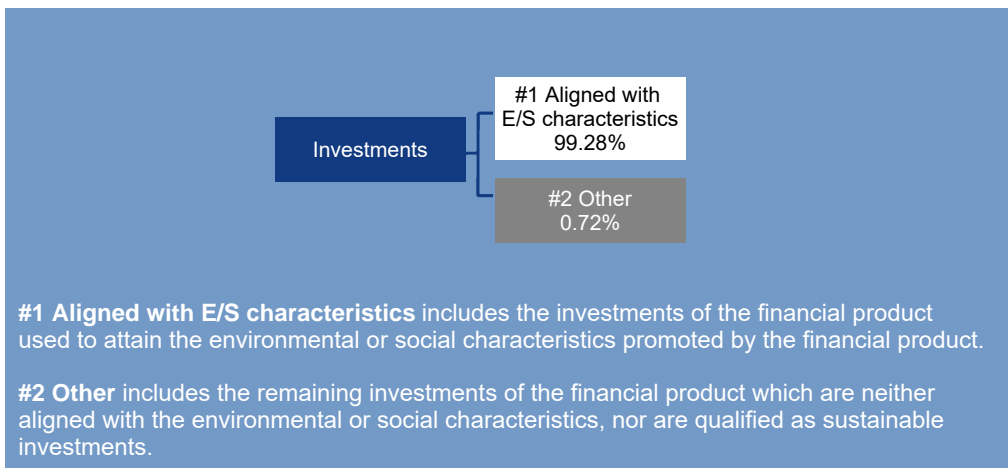 #1 Aligned with
E/S characteristics
99.28%
Investments
#2 Other
0.72%
#1 Aligned with E/S characteristics includes the investments of the financial product
used to attain the environmental or social characteristics promoted by the financial product.
#2 Other includes the remaining investments of the financial product which are neither
aligned with the environmental or social characteristics, nor are qualified as sustainable
investments.